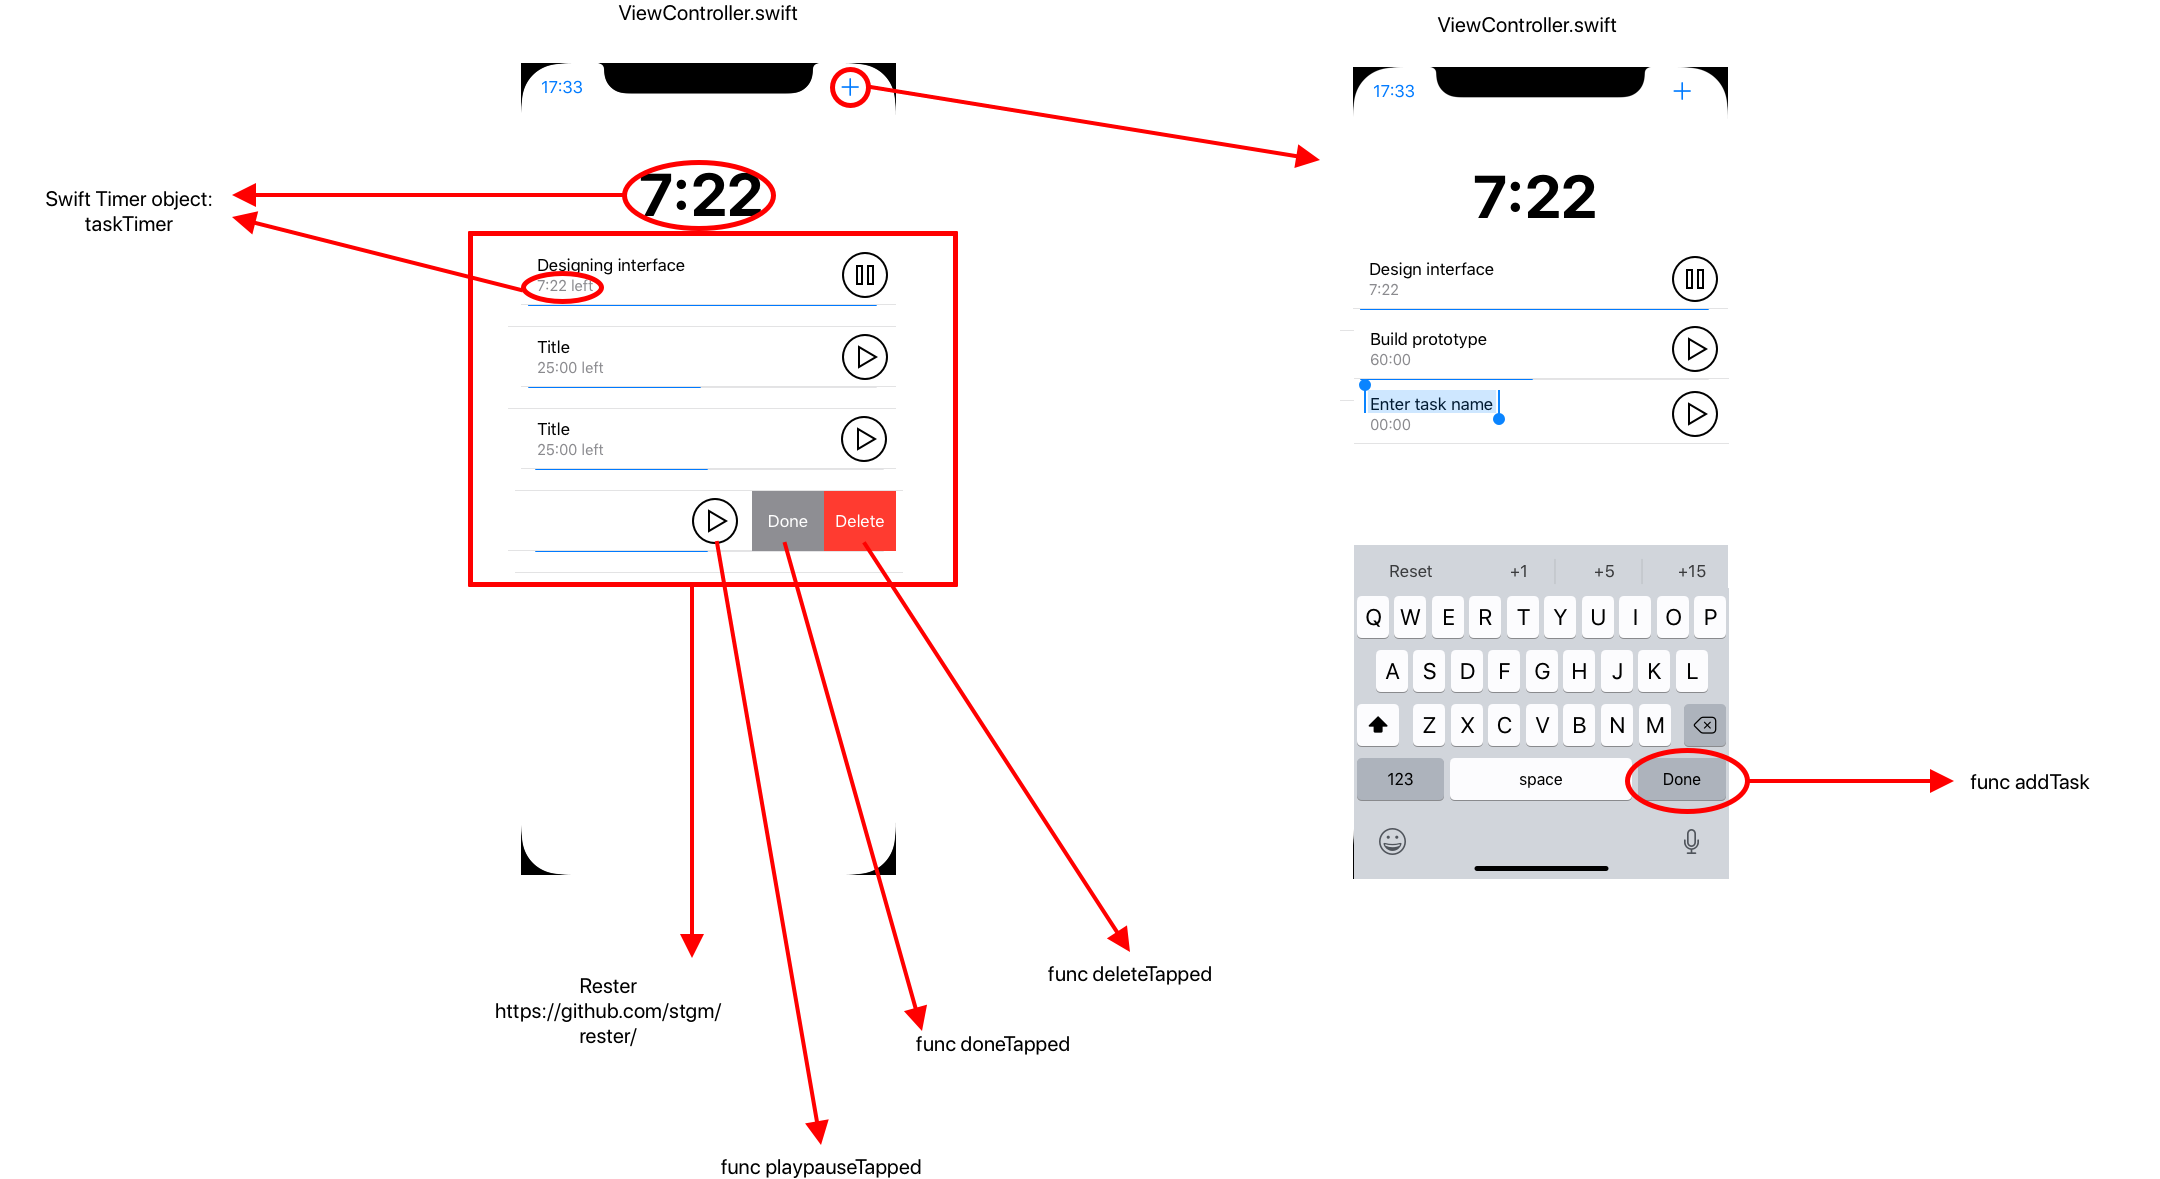 ViewController.swift
17:33
7:22
Swift Timer object:
taskTimer
Designing interface
7:22 left
Title
25:00 left
Title
25:00 left
Done
Delete
Rester
https://github.com/stgm/
rester/
func deleteTapped
func doneTapped
func playpauseTapped
ViewController.swift
17:33
7:22
Design interface
7:22
Build prototype
60:00
Enter task name
00:00
Reset +1 +5 +15
Q W E R T Y U I O P
A S D F G H J K L
Z X C V B N M
123 space Done
func addTask